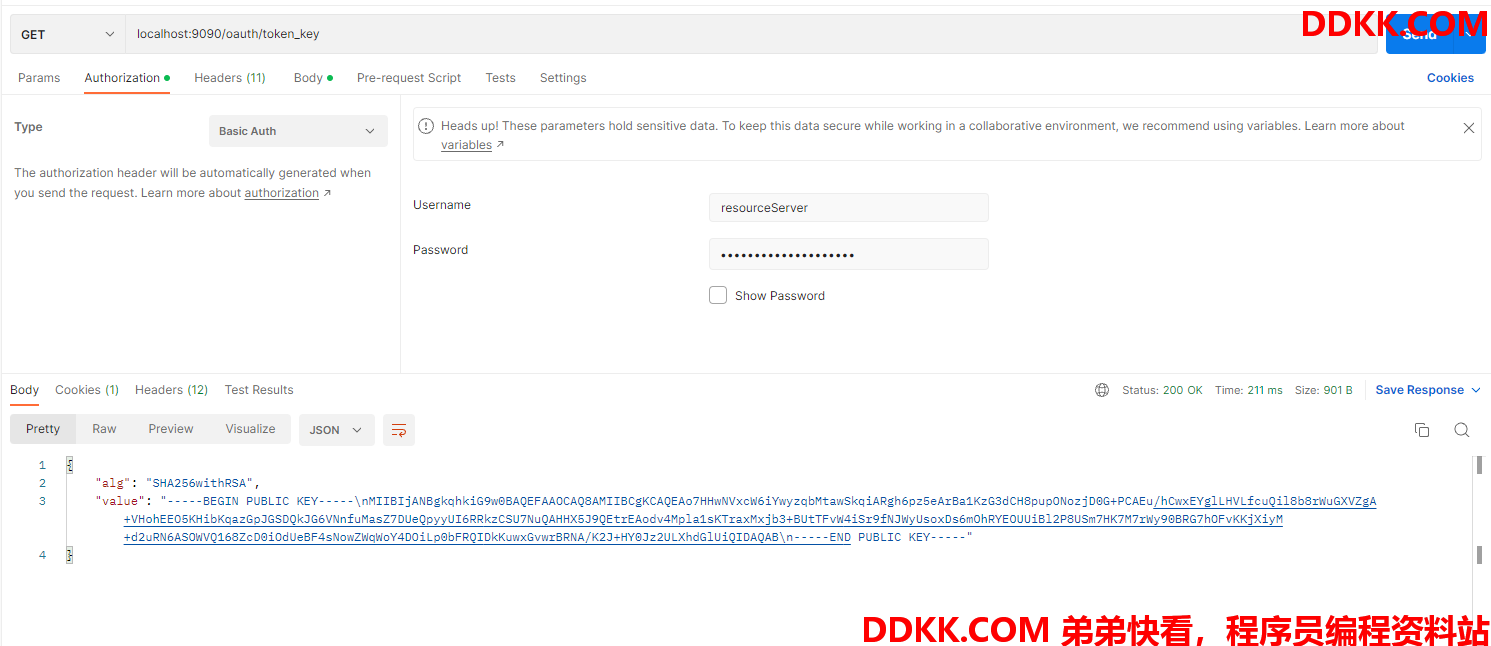 DDKK.COM
GET
localhost:9090/oauth/token_key
Send
Params Authorization Headers (11) Body Pre-request Script Tests Settings Cookies
Type
Basic Auth
The authorization header will be automatically generated when
you send the request. Learn more about authorization ↗
Heads up! These parameters hold sensitive data. To keep this data secure while working in a collaborative environment, we recommend using variables. Learn more about
variables ↗
Username
resourceServer
Password
••••••••••••••••••••
Show Password
Body Cookies (1) Headers (12) Test Results
Status: 200 OK Time: 211 ms Size: 901 B Save Response
Pretty Raw Preview Visualize JSON
1 {
2 "alg": "SHA256withRSA",
3 "value": "-----BEGIN PUBLIC KEY-----\nMIIBIjANBgkqhkiG9w0BAQEFAAOCAQ8AMIIBCgKCAQEAo7HHwNVxcW6iYwyzqbMtawSkqiARgh6pz5eArBa1KzG3dCH8pupONozjD0G+PCAEu/hCwxEYglLHVLfcuQil8b8rWuGXVZgA
+VHohEEO5KHibKqazGpJGSDQkJG6VNnfuMasZ7DUeQpyyUI6RRkzCSU7NuQAHHX5J9QEtrEAodv4Mpla1sKTraxMxjb3+BUtTFvW4iSr9fNJWyUsoxDs6mOhRYEOUUiBl2P8USm7HK7M7rWy90BRG7hOFvKKjXiyM
+d2uRN6ASOWVQ168ZcD0iOdUeBF4sNowZWqWoY4DOiLp0bFRQIDkKuwxGvwrBRNA/K2J+HY0Jz2ULXhdGlUiQIDAQAB\n-----END PUBLIC KEY-----"
4 }
DDKK.COM 弟弟快看，程序员编程资料站